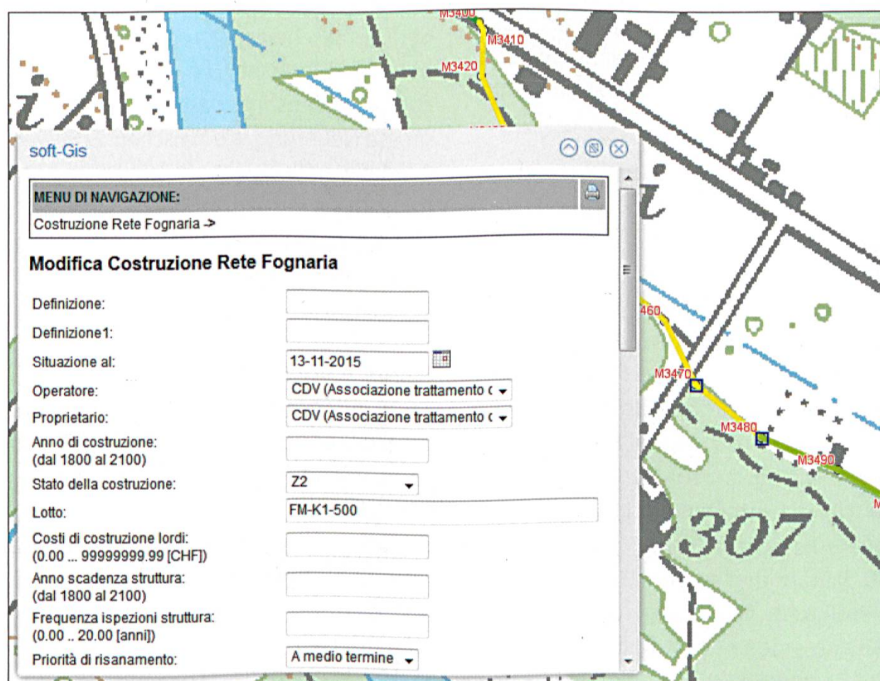 M3400
M3410
M3420
soft-Gis
MENU DI NAVIGAZIONE:
Costruzione Rete Fognaria ->
Modifica Costruzione Rete Fognaria
Definizione:
Definizione1:
Situazione al: 13-11-2015
Operatore: CDV (Associazione trattamento c
Proprietario: CDV (Associazione trattamento c
Anno di costruzione:
(dal 1800 al 2100)
Stato della costruzione: Z2
Lotto: FM-K1-500
Costi di costruzione lordi:
(0.00 ... 99999999.99 [CHF])
Anno scadenza struttura:
(dal 1800 al 2100)
Frequenza ispezioni struttura:
(0.00 .. 20.00 [anni])
Priorità di risanamento: A medio termine
i
i
460
M3470
M3480
M3490
M
307